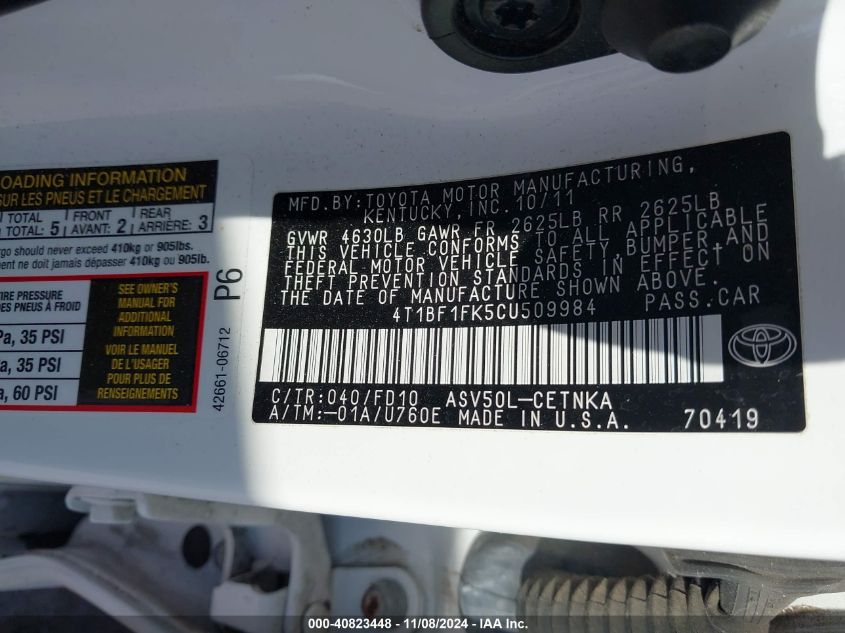 LOADING INFORMATION
SUR LES PNEUS ET LE CHARGEMENT
TOTAL FRONT REAR
TOTAL: 5 AVANT: 2 ARRIÈRE: 3
should never exceed 410kg or 905lbs.
ment ne doit jamais dépasser 410kg ou 905lb.
TIRE PRESSURE
DES PNEUS À FROID
35 PSI
35 PSI
60 PSI
SEE OWNER'S
MANUAL FOR
ADDITIONAL
INFORMATION
VOIR LE MANUEL
DE L'USAGER
POUR PLUS DE
RENSEIGNEMENTS
42661-06712 P6
MFD.BY:TOYOTA MOTOR MANUFACTURING,
KENTUCKY, INC. 10/11
GVWR 4630LB GAWR FR 2625LB RR 2625LB
THIS VEHICLE CONFORMS TO ALL APPLICABLE
FEDERAL MOTOR VEHICLE SAFETY, BUMPER, AND
THEFT PREVENTION STANDARDS IN EFFECT ON
THE DATE OF MANUFACTURE SHOWN ABOVE.
4T1BF1FK5CU509984 PASS.CAR
C/TR:040/FD10 ASV50L-CETNKA
A/TM:-01A/U760E MADE IN U.S.A. 70419
000-40823448 - 11/08/2024 - IAA Inc.